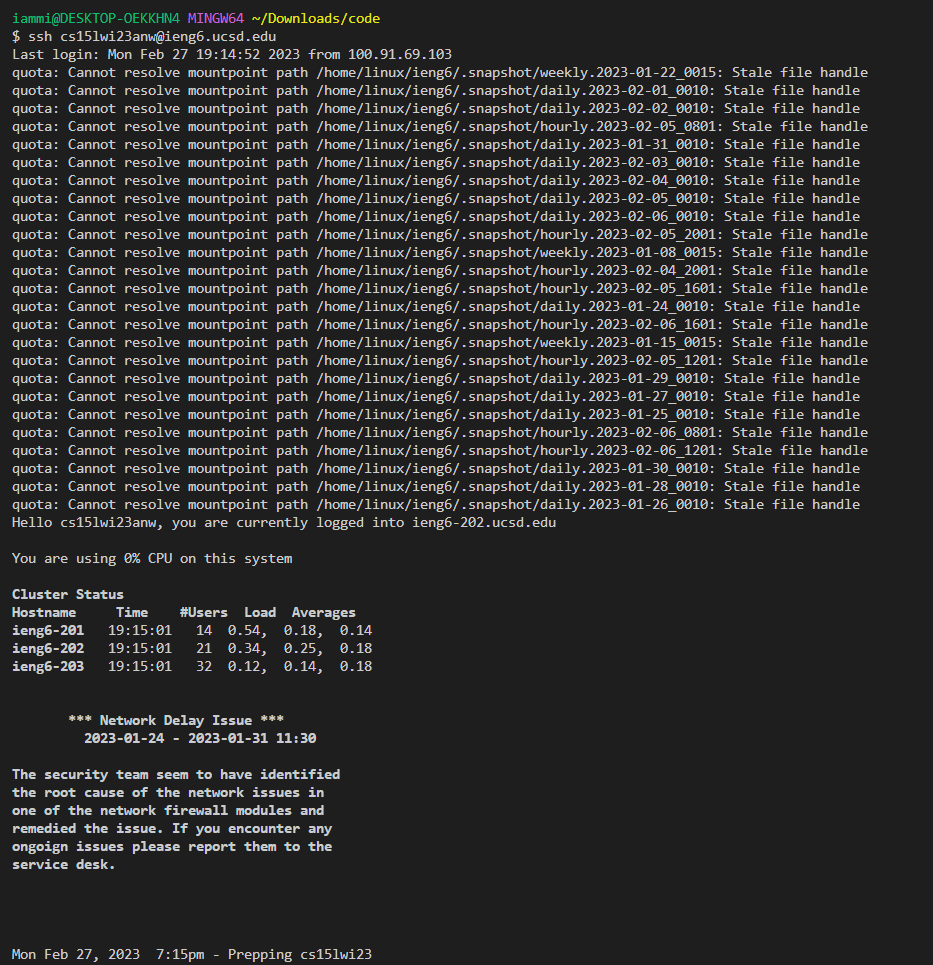 iammi@DESKTOP-OEKKHN4 MINGW64 ~/Downloads/code
$ ssh cs15lwi23anw@ieng6.ucsd.edu
Last login: Mon Feb 27 19:14:52 2023 from 100.91.69.103
quota: Cannot resolve mountpoint path /home/linux/ieng6/.snapshot/weekly.2023-01-22_0015: Stale file handle
quota: Cannot resolve mountpoint path /home/linux/ieng6/.snapshot/daily.2023-02-01_0010: Stale file handle
quota: Cannot resolve mountpoint path /home/linux/ieng6/.snapshot/daily.2023-02-02_0010: Stale file handle
quota: Cannot resolve mountpoint path /home/linux/ieng6/.snapshot/hourly.2023-02-05_0801: Stale file handle
quota: Cannot resolve mountpoint path /home/linux/ieng6/.snapshot/daily.2023-01-31_0010: Stale file handle
quota: Cannot resolve mountpoint path /home/linux/ieng6/.snapshot/daily.2023-02-03_0010: Stale file handle
quota: Cannot resolve mountpoint path /home/linux/ieng6/.snapshot/daily.2023-02-04_0010: Stale file handle
quota: Cannot resolve mountpoint path /home/linux/ieng6/.snapshot/daily.2023-02-05_0010: Stale file handle
quota: Cannot resolve mountpoint path /home/linux/ieng6/.snapshot/daily.2023-02-06_0010: Stale file handle
quota: Cannot resolve mountpoint path /home/linux/ieng6/.snapshot/hourly.2023-02-05_2001: Stale file handle
quota: Cannot resolve mountpoint path /home/linux/ieng6/.snapshot/weekly.2023-01-08_0015: Stale file handle
quota: Cannot resolve mountpoint path /home/linux/ieng6/.snapshot/hourly.2023-02-04_2001: Stale file handle
quota: Cannot resolve mountpoint path /home/linux/ieng6/.snapshot/hourly.2023-02-05_1601: Stale file handle
quota: Cannot resolve mountpoint path /home/linux/ieng6/.snapshot/daily.2023-01-24_0010: Stale file handle
quota: Cannot resolve mountpoint path /home/linux/ieng6/.snapshot/hourly.2023-02-06_1601: Stale file handle
quota: Cannot resolve mountpoint path /home/linux/ieng6/.snapshot/weekly.2023-01-15_0015: Stale file handle
quota: Cannot resolve mountpoint path /home/linux/ieng6/.snapshot/hourly.2023-02-05_1201: Stale file handle
quota: Cannot resolve mountpoint path /home/linux/ieng6/.snapshot/daily.2023-01-29_0010: Stale file handle
quota: Cannot resolve mountpoint path /home/linux/ieng6/.snapshot/daily.2023-01-27_0010: Stale file handle
quota: Cannot resolve mountpoint path /home/linux/ieng6/.snapshot/daily.2023-01-25_0010: Stale file handle
quota: Cannot resolve mountpoint path /home/linux/ieng6/.snapshot/hourly.2023-02-06_0801: Stale file handle
quota: Cannot resolve mountpoint path /home/linux/ieng6/.snapshot/hourly.2023-02-06_1201: Stale file handle
quota: Cannot resolve mountpoint path /home/linux/ieng6/.snapshot/daily.2023-01-30_0010: Stale file handle
quota: Cannot resolve mountpoint path /home/linux/ieng6/.snapshot/daily.2023-01-28_0010: Stale file handle
quota: Cannot resolve mountpoint path /home/linux/ieng6/.snapshot/daily.2023-01-26_0010: Stale file handle
Hello cs15lwi23anw, you are currently logged into ieng6-202.ucsd.edu
You are using 0% CPU on this system
Cluster Status
Hostname Time #Users Load Averages
ieng6-201 19:15:01 14 0.54, 0.18, 0.14
ieng6-202 19:15:01 21 0.34, 0.25, 0.18
ieng6-203 19:15:01 32 0.12, 0.14, 0.18
*** Network Delay Issue ***
2023-01-24 - 2023-01-31 11:30
The security team seem to have identified
the root cause of the network issues in
one of the network firewall modules and
remedied the issue. If you encounter any
ongoign issues please report them to the
service desk.
Mon Feb 27, 2023 7:15pm - Prepping cs15lwi23